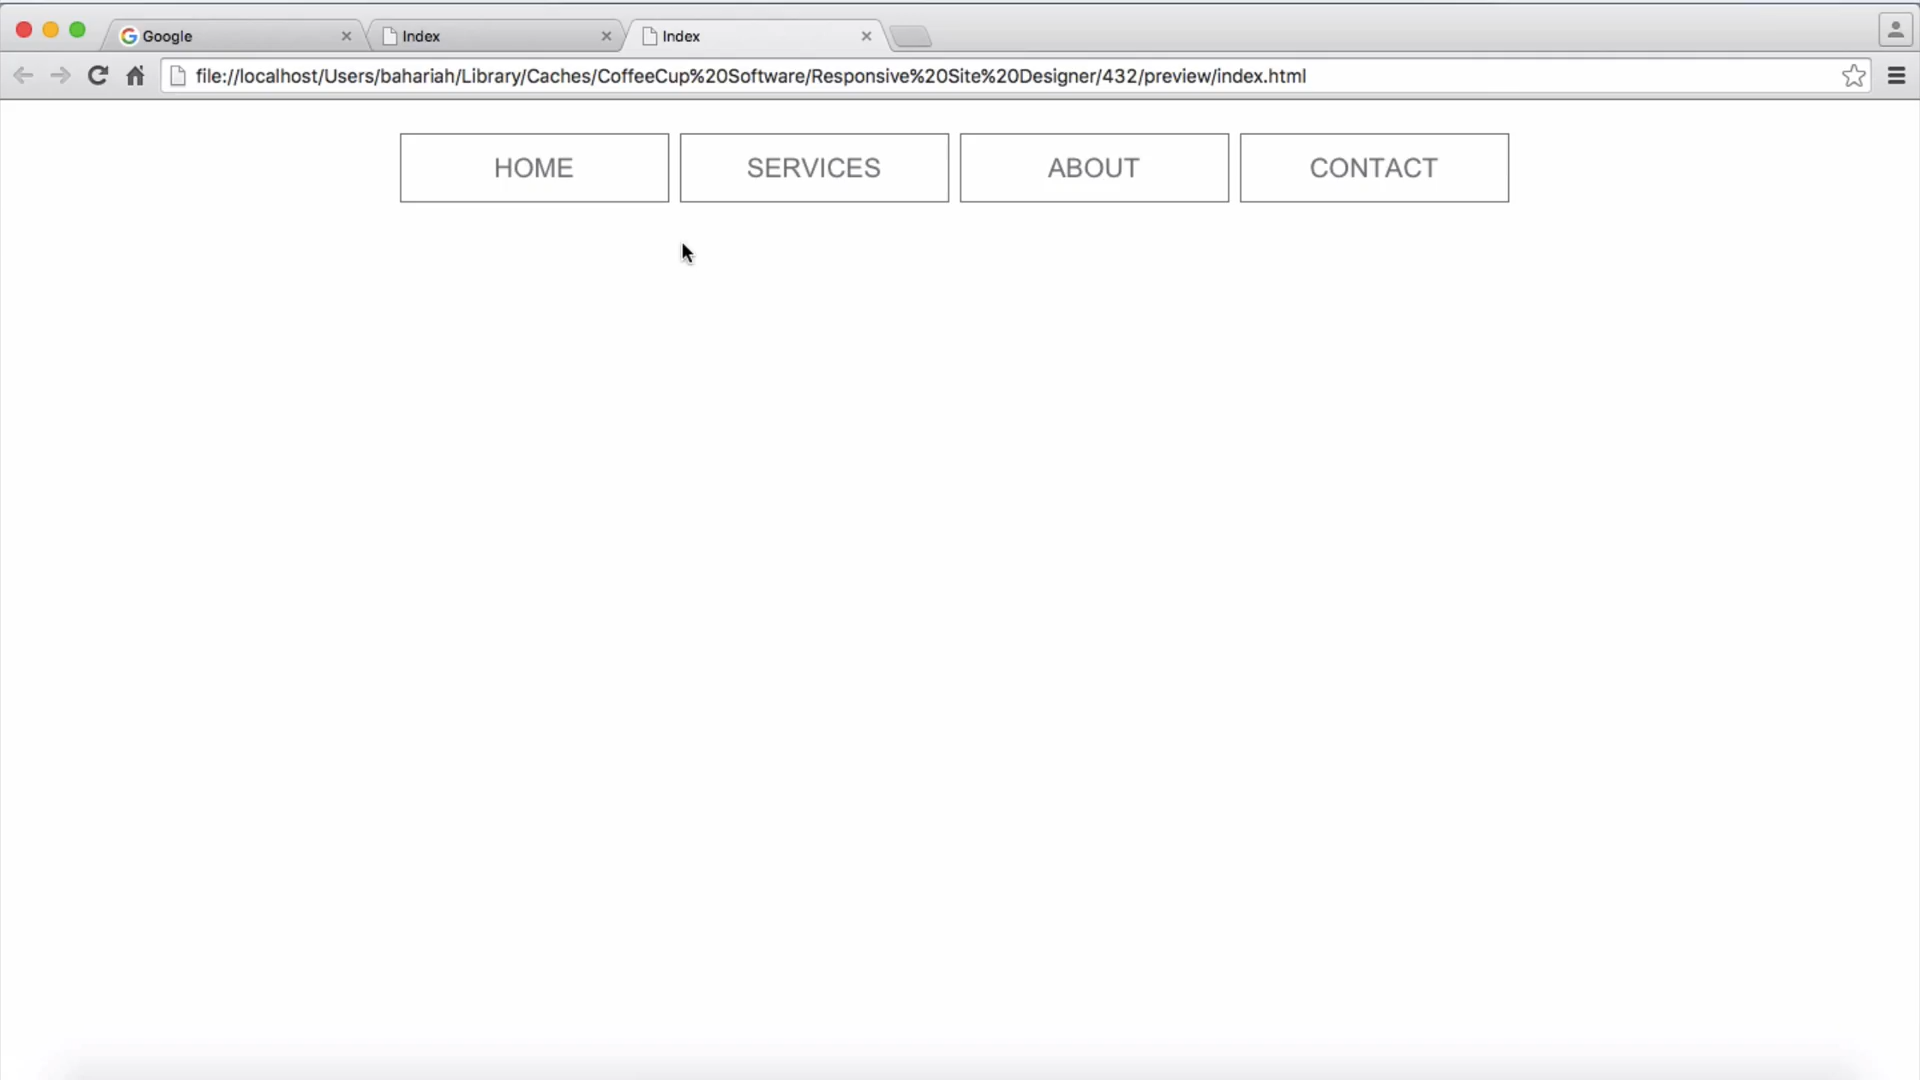 Google
Index
Index
file://localhost/Users/bahariah/Library/Caches/CoffeeCup%20Software/Responsive%20Site%20Designer/432/preview/index.html
HOME SERVICES ABOUT CONTACT